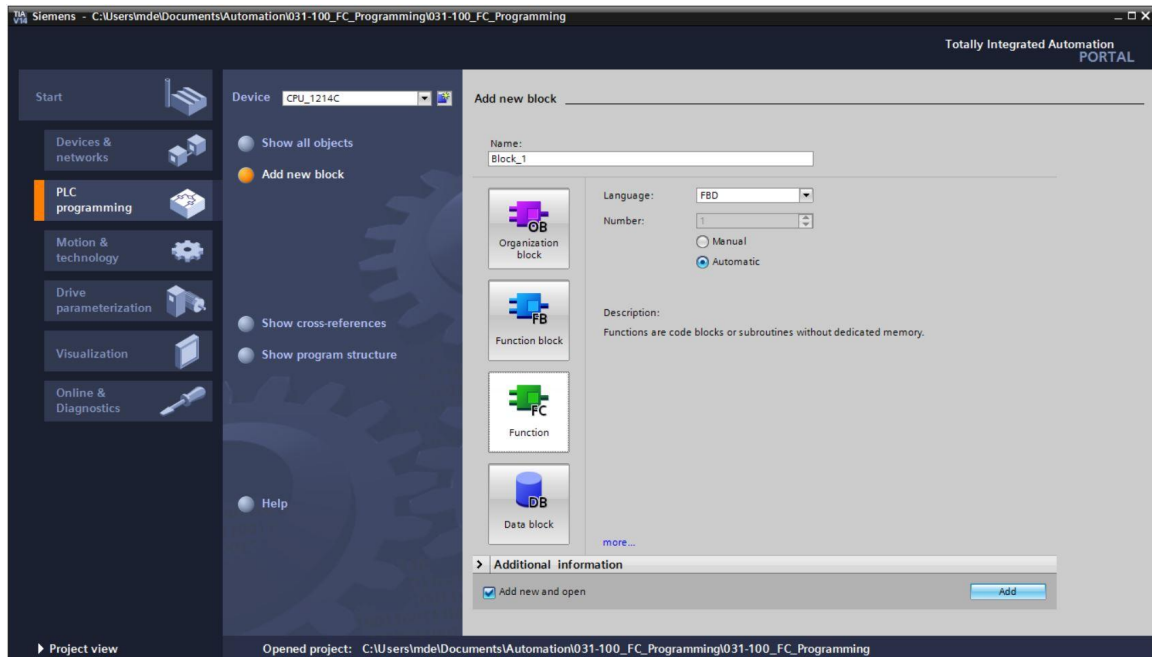 TIA V14 Siemens - C:\Users\mde\Documents\Automation\031-100_FC_Programming\031-100_FC_Programming
Totally Integrated Automation
PORTAL
Start
Devices &
networks
PLC
programming
Motion &
technology
Drive
parameterization
Visualization
Online &
Diagnostics
Project view
Device CPU_1214C
Show all objects
Add new block
Show cross-references
Show program structure
Help
Add new block
Name:
Block_1
OB
Organization
block
FB
Function block
FC
Function
DB
Data block
Language: FBD
Number: 1
Manual
Automatic
Description:
Functions are code blocks or subroutines without dedicated memory.
more...
Additional information
Add new and open
Add
Opened project: C:\Users\mde\Documents\Automation\031-100_FC_Programming\031-100_FC_Programming